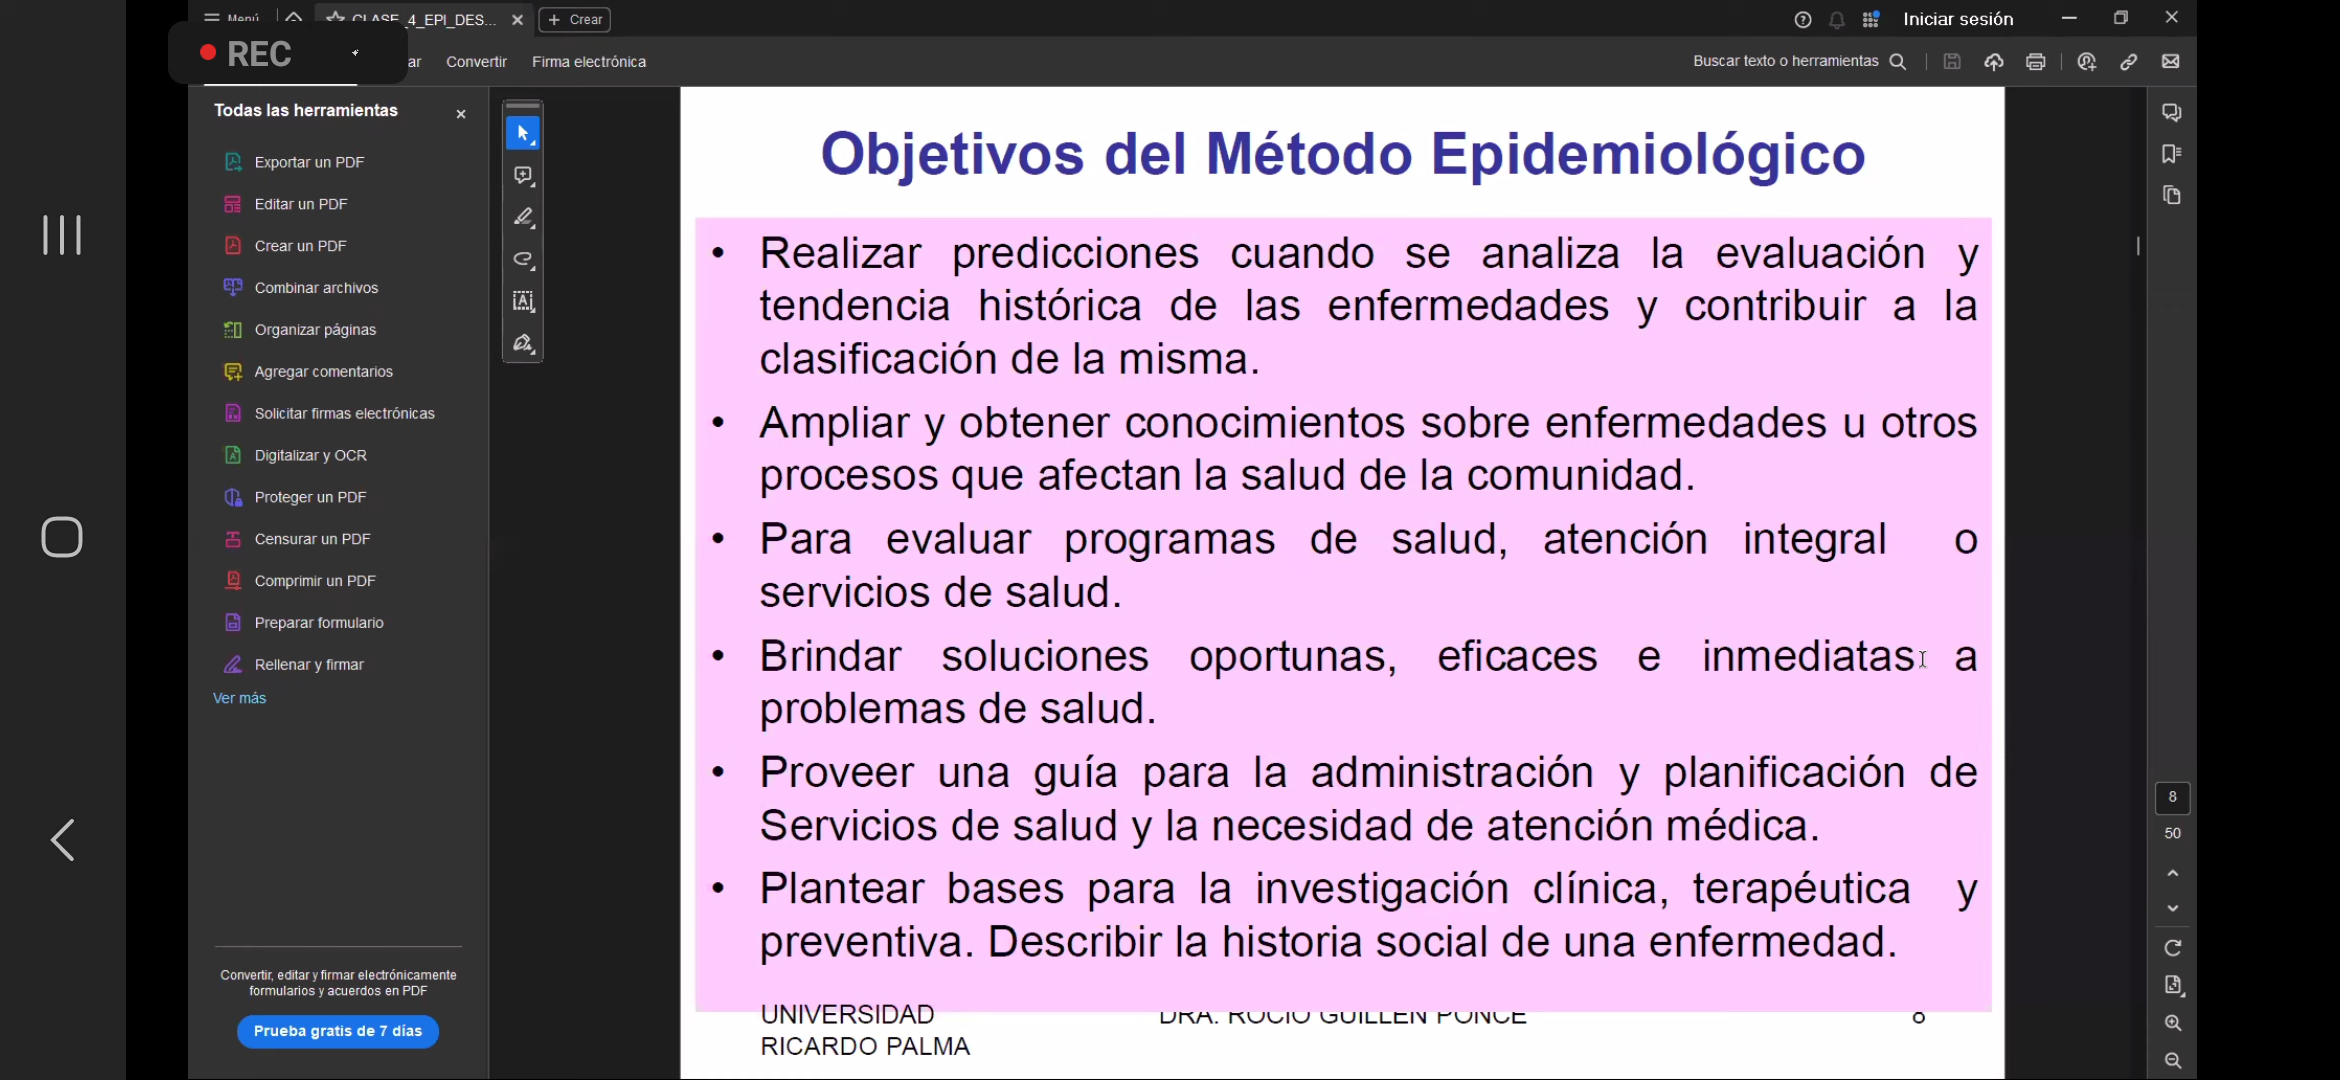 Menú
CLASE_4_EPI_DES...
Crear
Iniciar sesión
REC
ar
Convertir
Firma electrónica
Buscar texto o herramientas
Todas las herramientas
Exportar un PDF
Editar un PDF
Crear un PDF
Combinar archivos
Organizar páginas
Agregar comentarios
Solicitar firmas electrónicas
Digitalizar y OCR
Proteger un PDF
Censurar un PDF
Comprimir un PDF
Preparar formulario
Rellenar y firmar
Ver más
Convertir, editar y firmar electrónicamente
formularios y acuerdos en PDF
Prueba gratis de 7 días
Objetivos del Método Epidemiológico
• Realizar predicciones cuando se analiza la evaluación y
tendencia histórica de las enfermedades y contribuir a la
clasificación de la misma.
• Ampliar y obtener conocimientos sobre enfermedades u otros
procesos que afectan la salud de la comunidad.
• Para evaluar programas de salud, atención integral o
servicios de salud.
• Brindar soluciones oportunas, eficaces e inmediatas a
problemas de salud.
• Proveer una guía para la administración y planificación de
Servicios de salud y la necesidad de atención médica.
• Plantear bases para la investigación clínica, terapéutica y
preventiva. Describir la historia social de una enfermedad.
UNIVERSIDAD
RICARDO PALMA
DRA. ROCIO GUILLEN PONCE
8
8
50